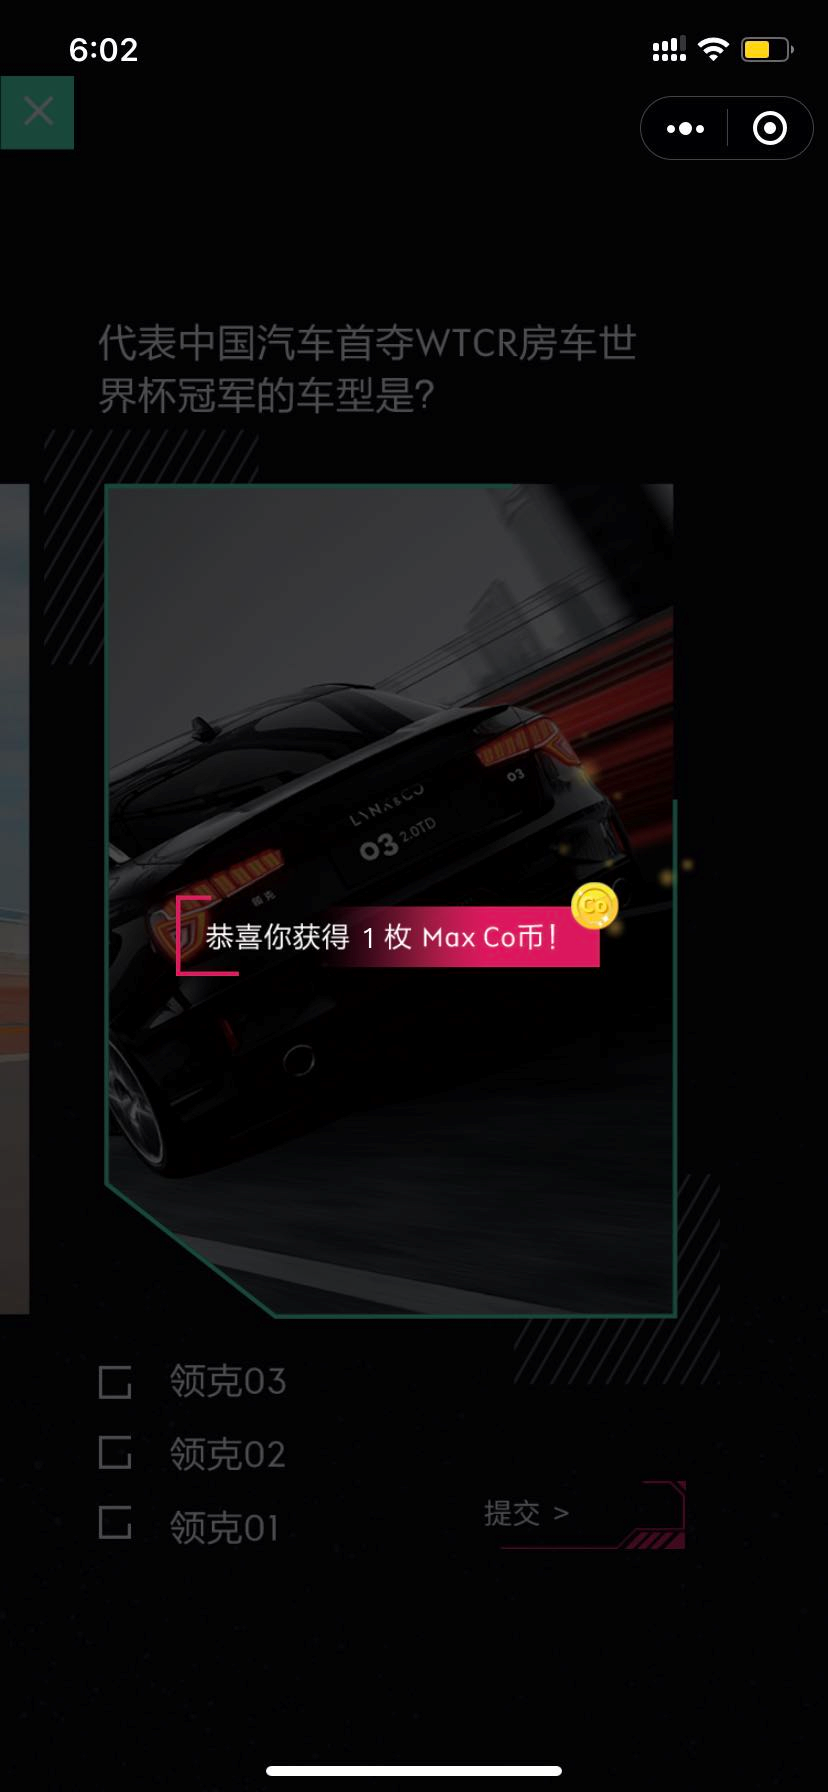 6:02
代表中国汽车首夺WTCR房车世
界杯冠军的车型是?
03
LYNK&CO
03 2.0TD
领克
恭喜你获得 1 枚 Max Co币!
Co
领克03
领克02
领克01
提交 >